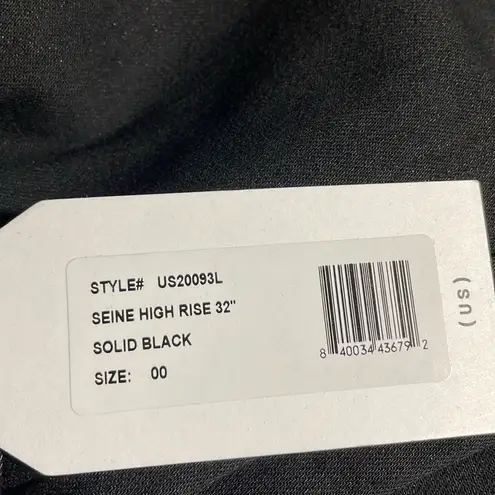 STYLE# US20093L
SEINE HIGH RISE 32"
SOLID BLACK
SIZE: 00
8 40034 43679 2
(US)